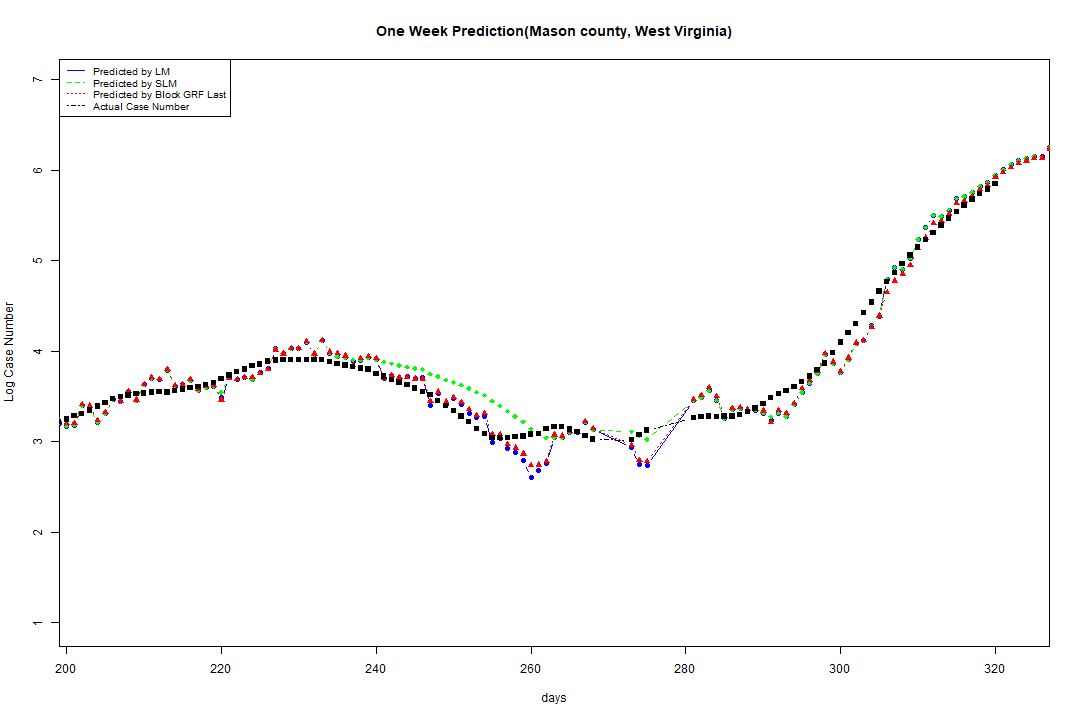 One Week Prediction(Mason county, West Virginia)
Predicted by LM
Predicted by SLM
Predicted by Block GRF Last
Actual Case Number
7
6
5
4
3
2
1
Log Case Number
200 220 240 260 280 300 320
days